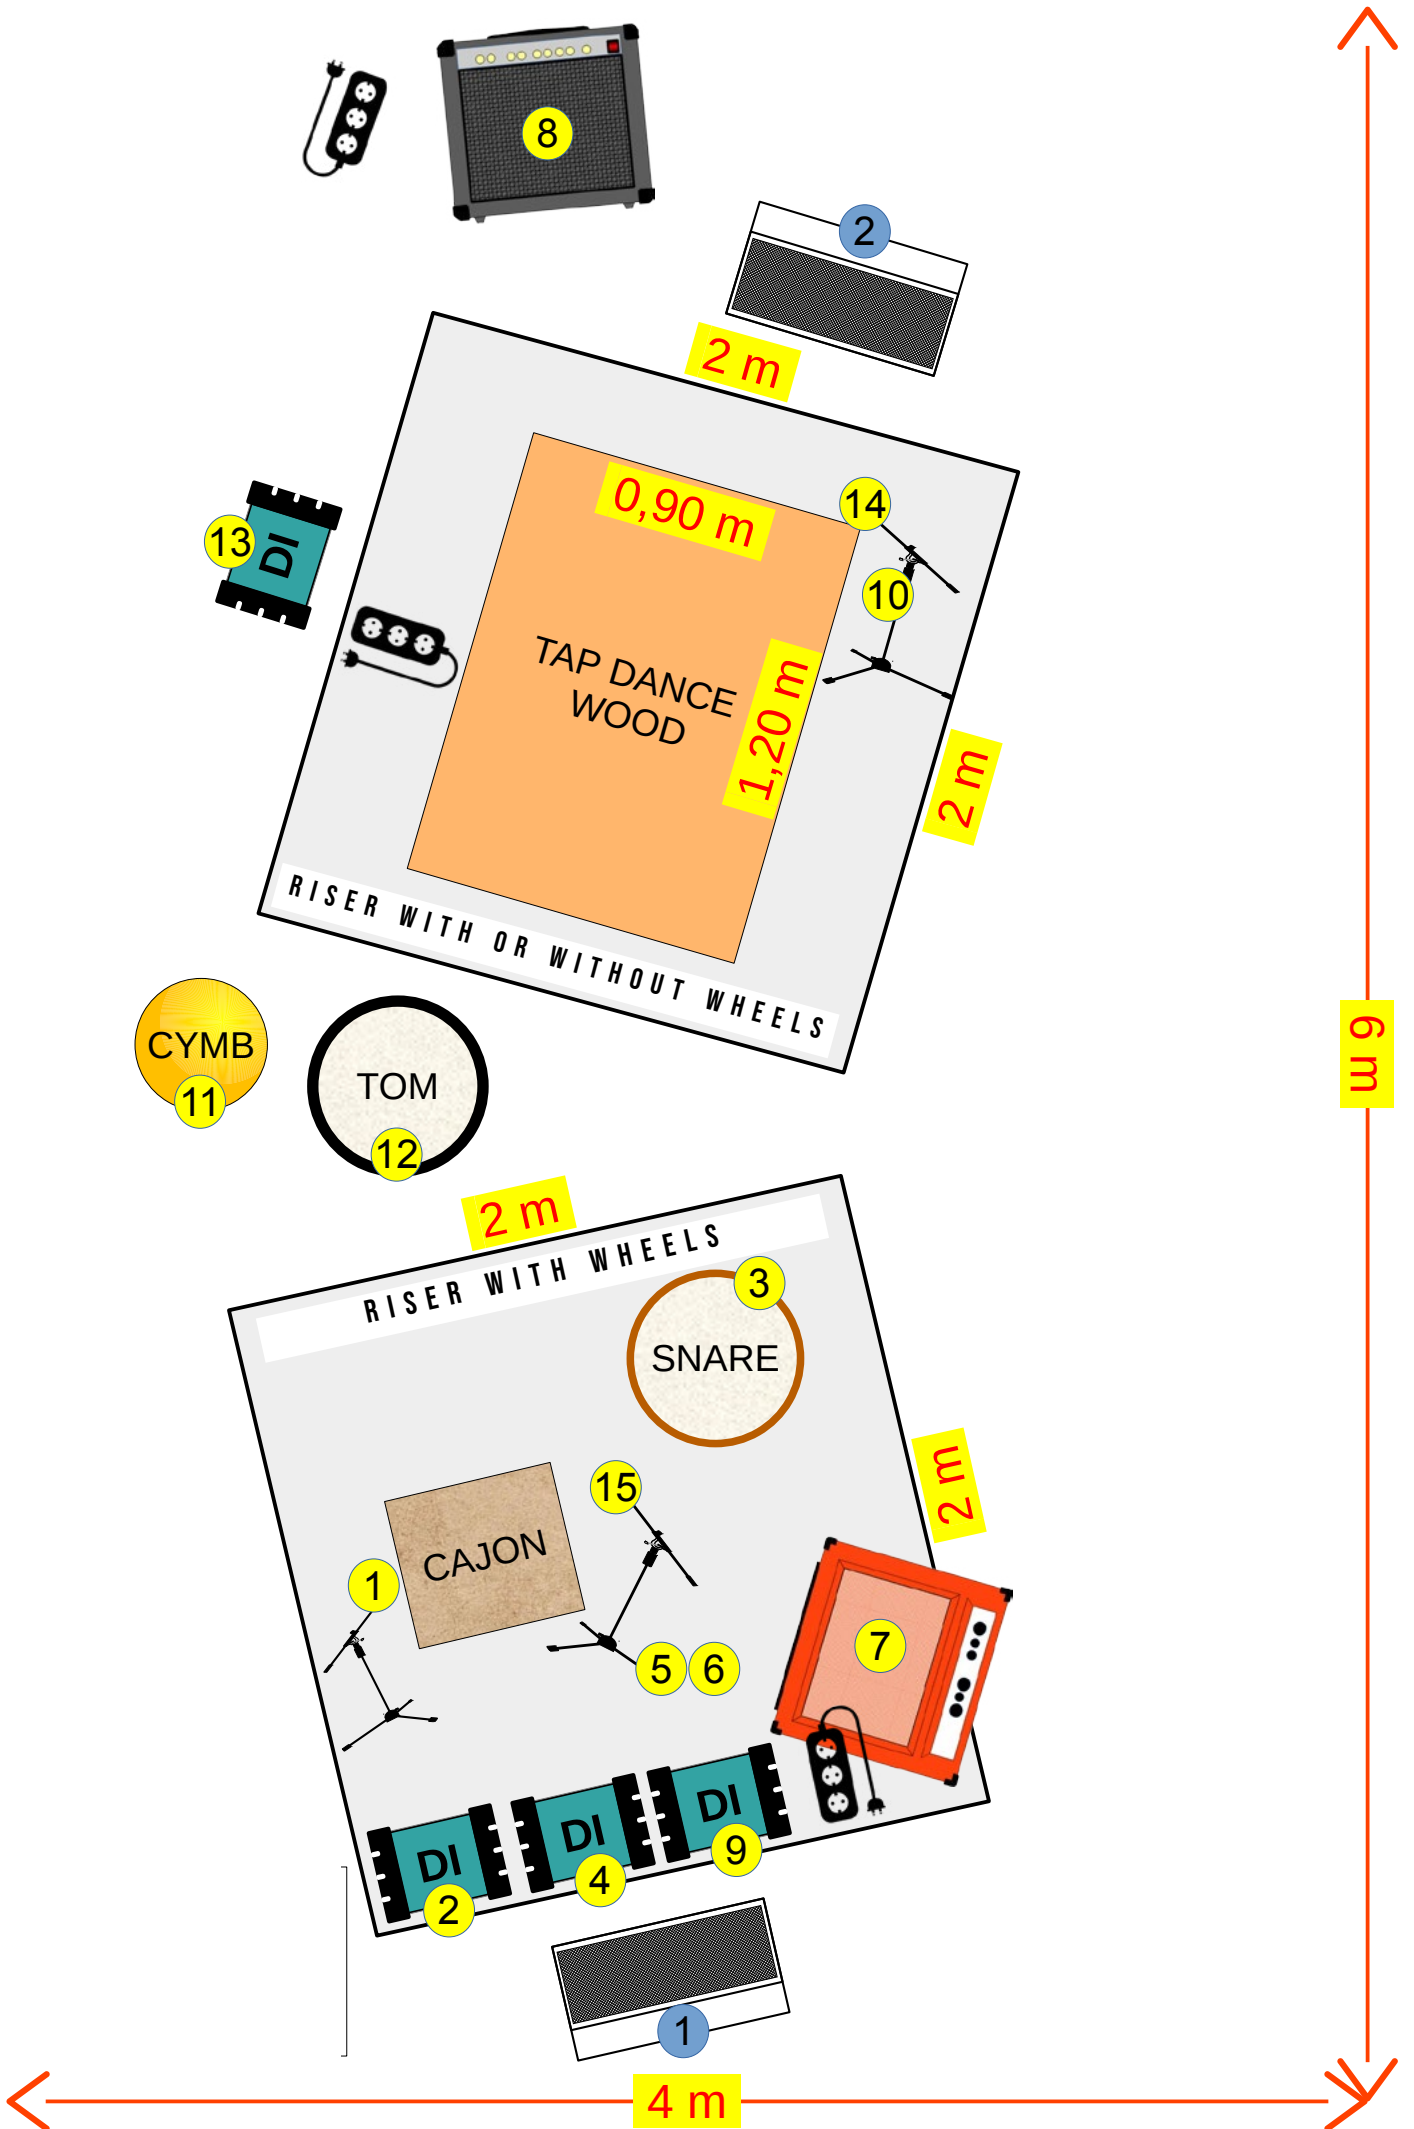 8
2
2 m
0,90 m
14
13
DI
10
TAP DANCE
WOOD
1,20 m
2 m
RISER WITH OR WITHOUT WHEELS
CYMB
11
TOM
12
6 m
2 m
RISER WITH WHEELS
3
SNARE
2 m
15
CAJON
1
5
6
7
DI
2
DI
4
DI
9
1
4 m